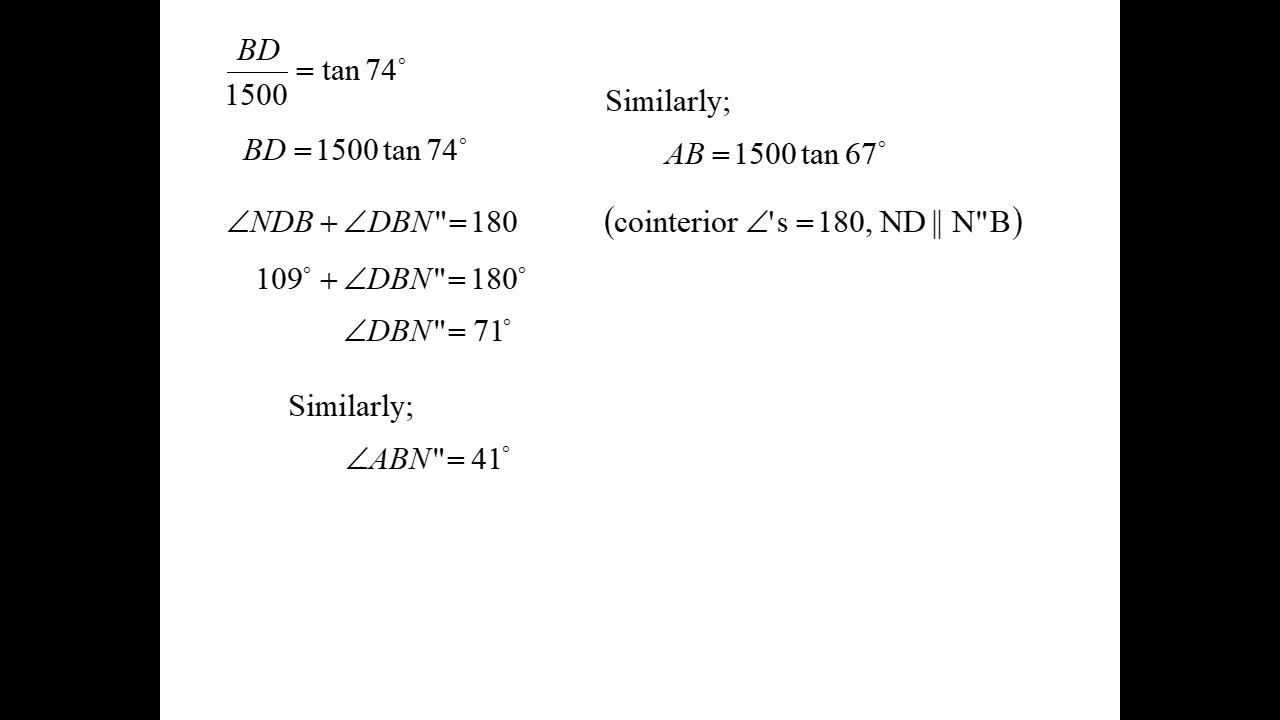 BD/1500 = tan 74°
Similarly;
BD = 1500 tan 74°
AB = 1500 tan 67°
∠NDB + ∠DBN" = 180
(cointerior ∠'s = 180, ND || N"B)
109° + ∠DBN" = 180°
∠DBN" = 71°
Similarly;
∠ABN" = 41°